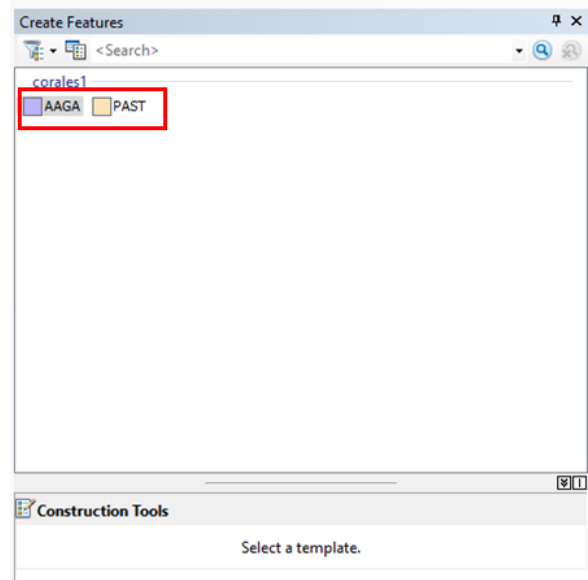 Create Features
<Search>
corales1
AAGA PAST
Construction Tools
Select a template.